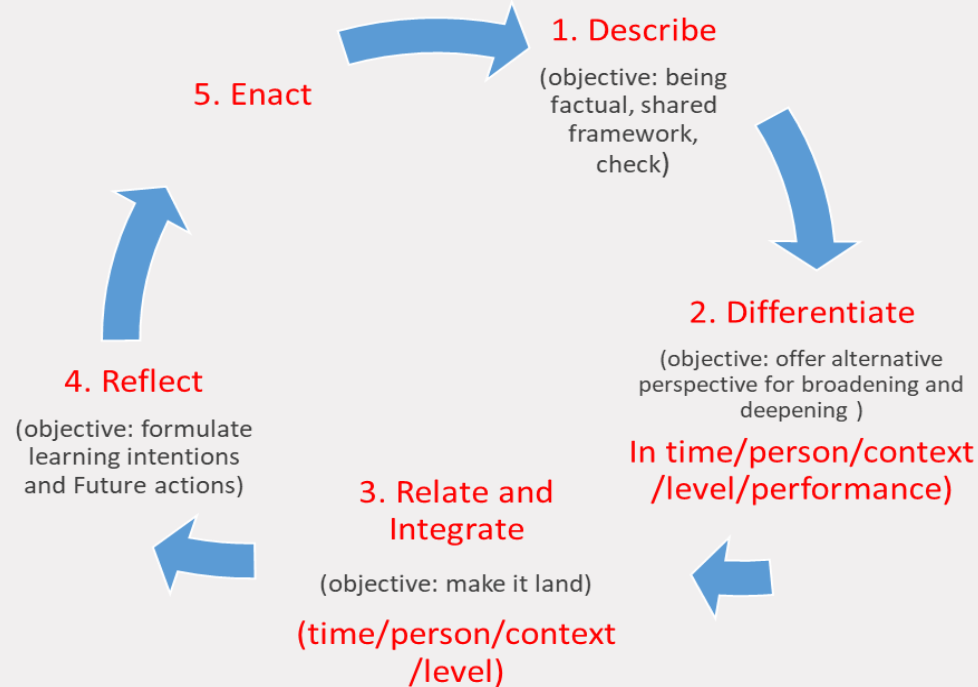 1. Describe
(objective: being
factual, shared
framework,
check)
2. Differentiate
(objective: offer alternative
perspective for broadening and
deepening )
In time/person/context
/level/performance)
3. Relate and
Integrate
(objective: make it land)
(time/person/context
/level)
4. Reflect
(objective: formulate
learning intentions
and Future actions)
5. Enact